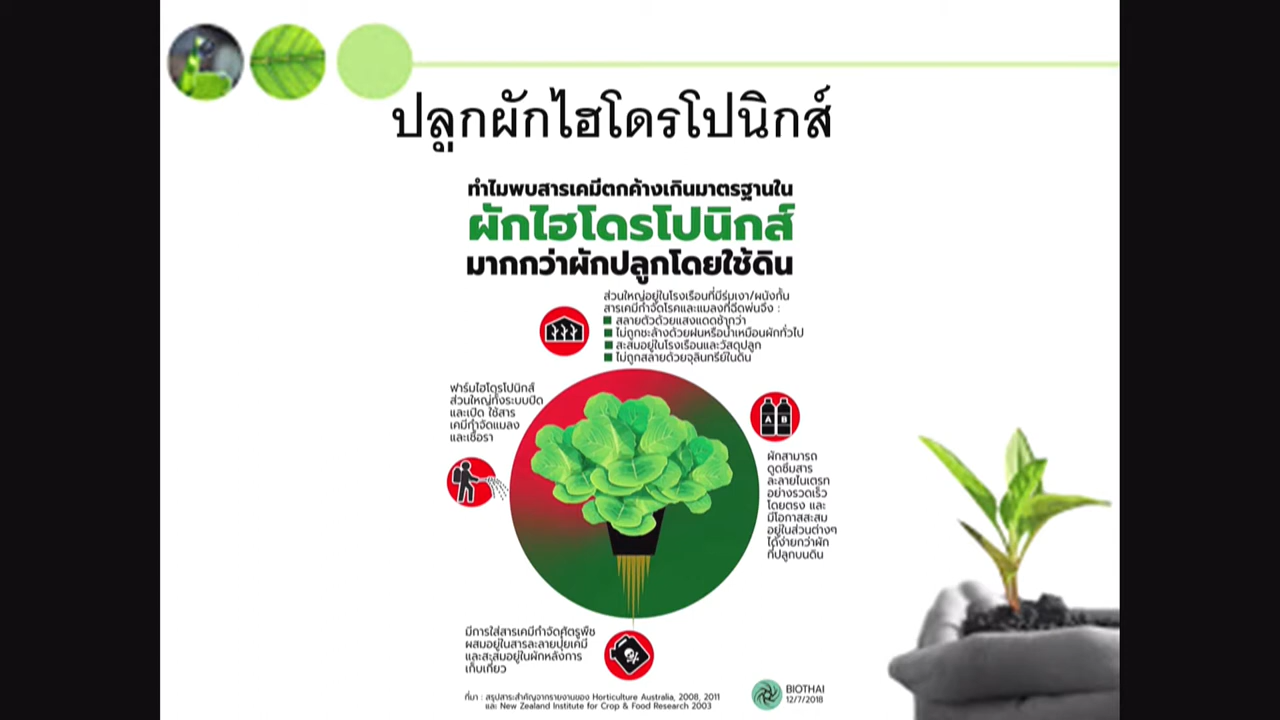 ปลูกผักไฮโดรโปนิกส์
ทำไมพบสารเคมีตกค้างเกินมาตรฐานใน
ผักไฮโดรโปนิกส์
มากกว่าผักปลูกโดยใช้ดิน
ส่วนใหญ่อยู่ในโรงเรือนที่มีร่มเงา/ผนังกั้น
สารเคมีกำจัดโรคและแมลงที่ฉีดพ่นจึง :
สลายตัวด้วยแสงแดดช้ากว่า
ไม่ถูกชะล้างด้วยฝนหรือน้ำเหมือนผักทั่วไป
สะสมอยู่ในโรงเรือนและวัสดุปลูก
ไม่ถูกสลายด้วยจุลินทรีย์ในดิน
ฟาร์มไฮโดรโปนิกส์
ส่วนใหญ่ทั้งระบบปิด
และเปิด ใช้สาร
เคมีกำจัดแมลง
และเชื้อรา
A B
ผักสามารถ
ดูดซึมสาร
ละลายไนเตรท
อย่างรวดเร็ว
โดยตรง และ
มีโอกาสสะสม
อยู่ในส่วนต่างๆ
ได้ง่ายกว่าผัก
ที่ปลูกบนดิน
มีการใส่สารเคมีกำจัดศัตรูพืช
ผสมอยู่ในสารละลายปุ๋ยเคมี
และสะสมอยู่ในผักหลังการ
เก็บเกี่ยว
ที่มา : สรุปสาระสำคัญจากรายงานของ Horticulture Australia, 2008, 2011
และ New Zealand Institute for Crop & Food Research 2003
BIOTHAI
12/7/2018